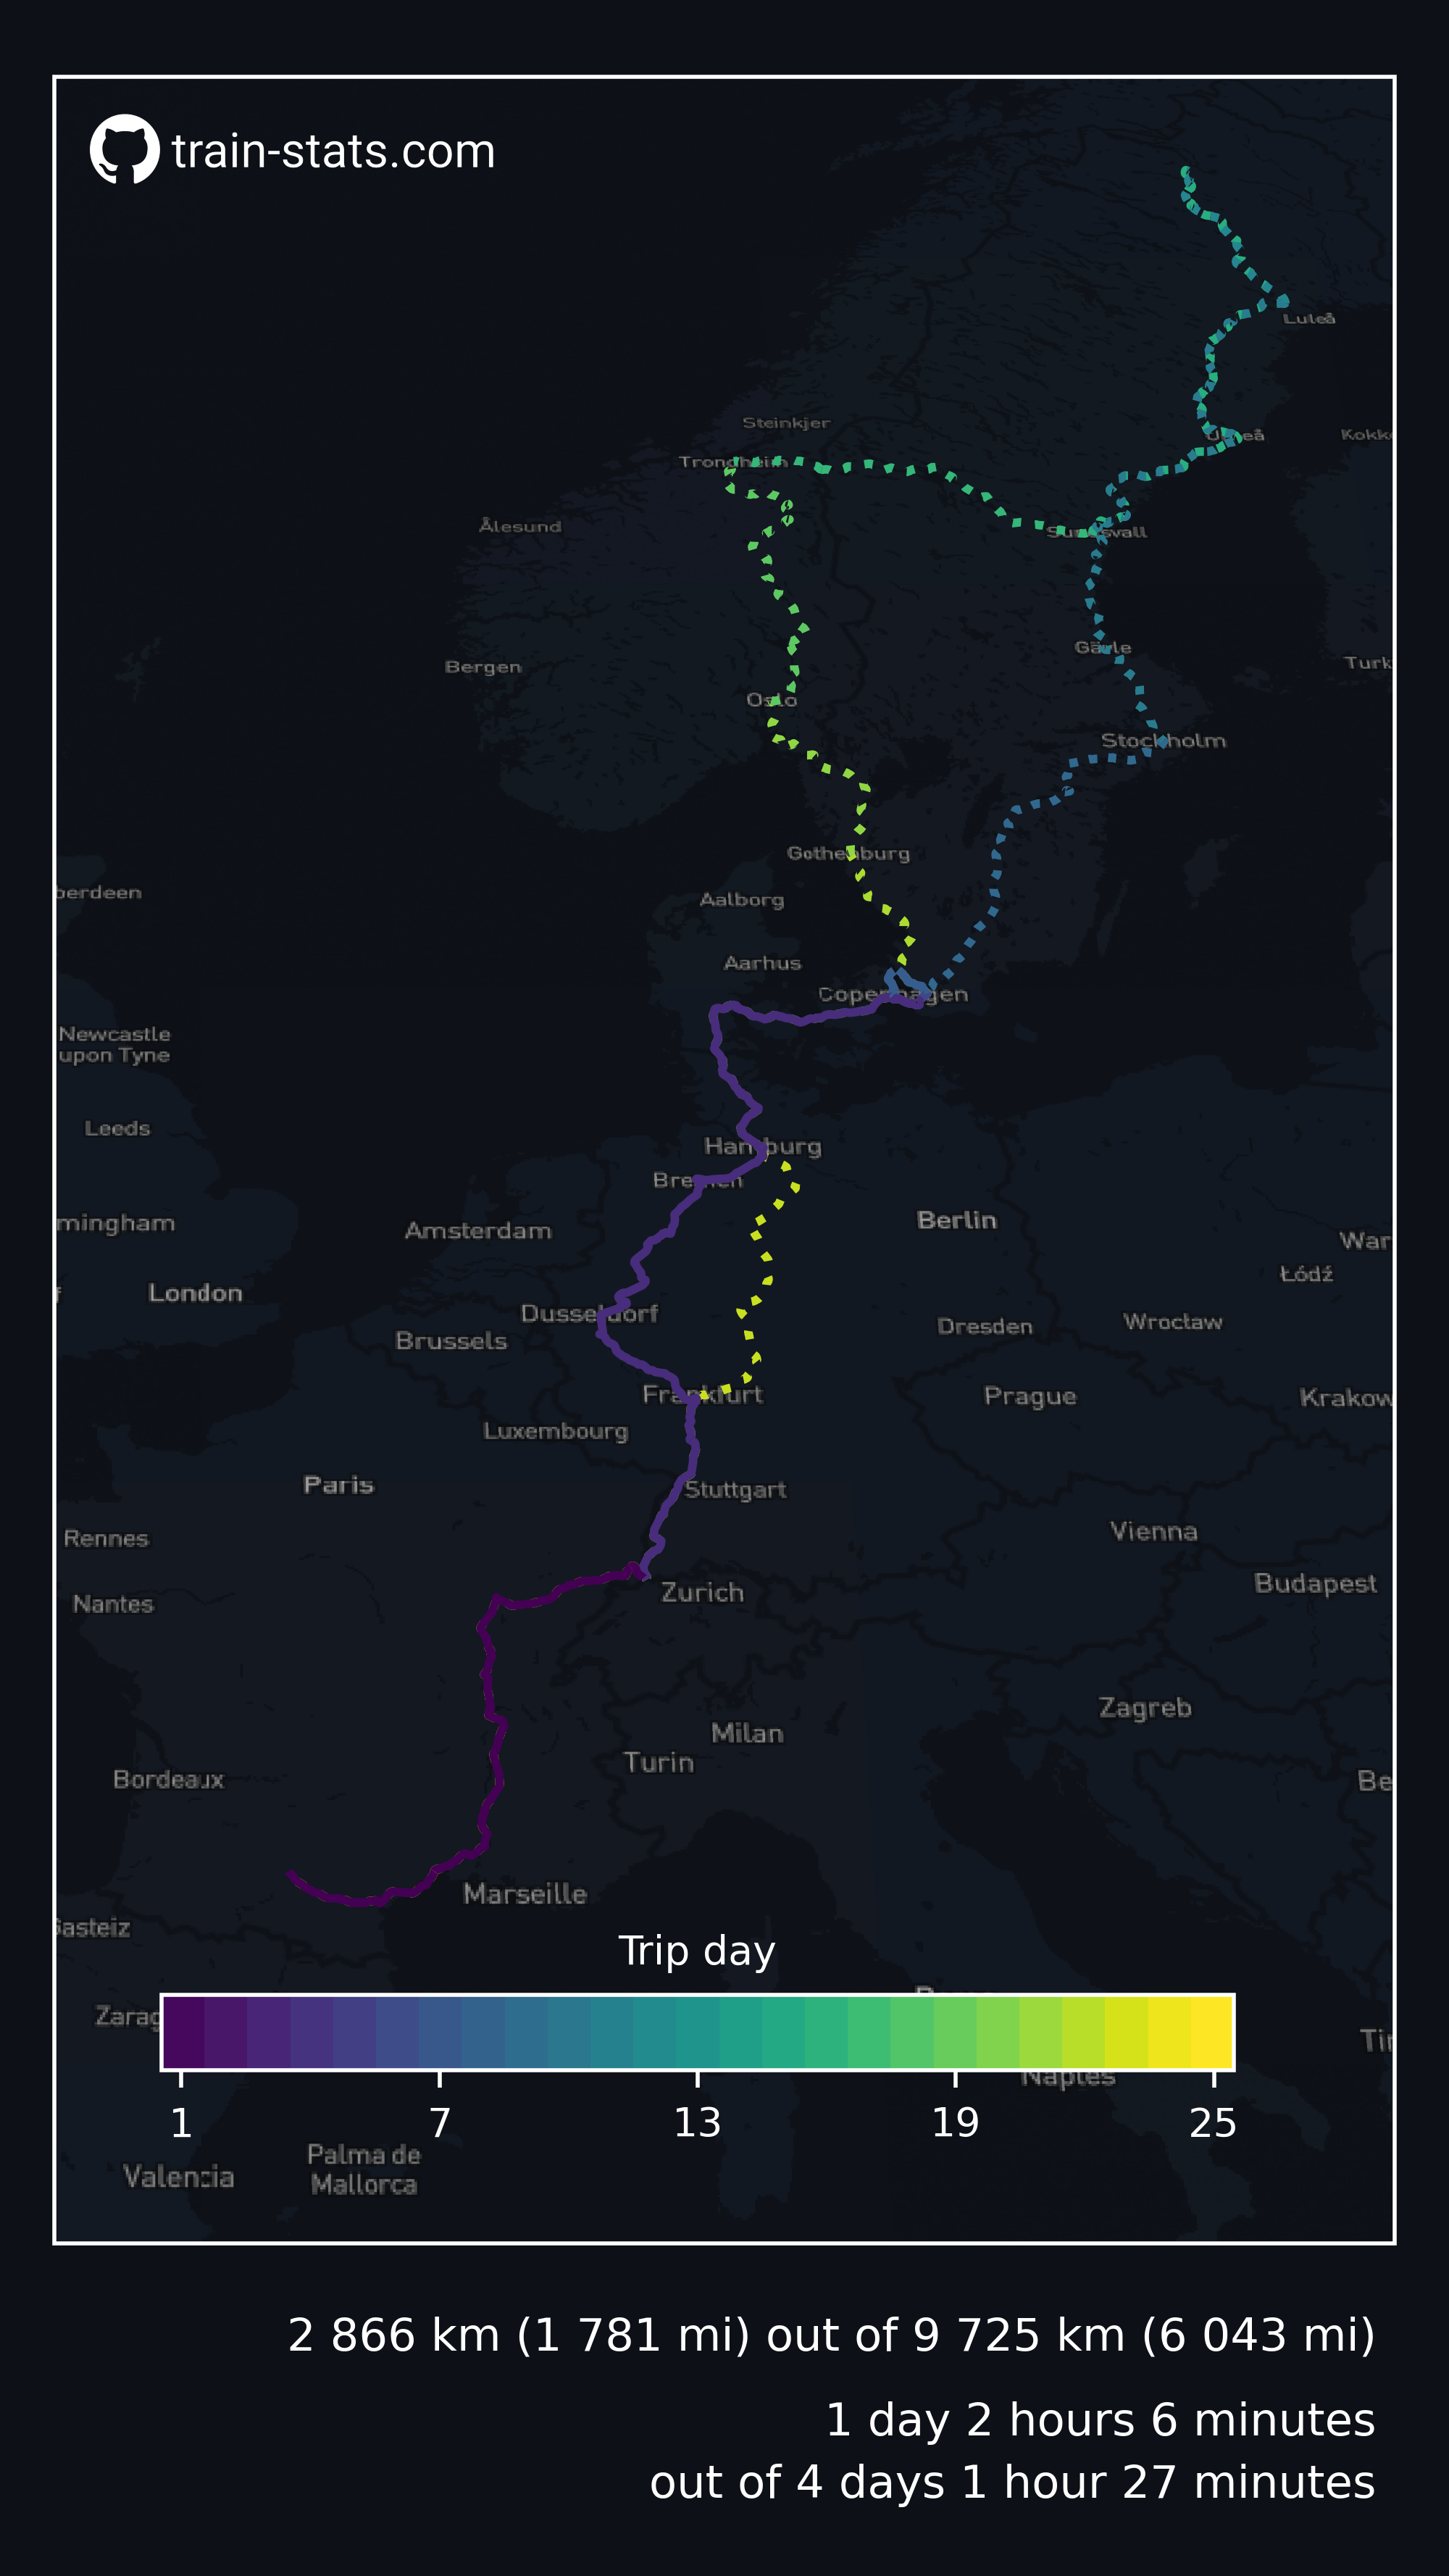 train-stats.com
Luleå
Steinkjer
Trondheim
Ålesund
Sundsvall
Bergen
Gävle
Turk
Oslo
Stockholm
Gothenburg
berdeen
Aalborg
Aarhus
Copenhagen
Newcastle
upon Tyne
Leeds
Hamburg
Bremen
mingham
Amsterdam
Berlin
War
London
Łódź
Dusseldorf
Brussels
Dresden
Wrocław
Frankfurt
Prague
Krakow
Luxembourg
Paris
Stuttgart
Rennes
Vienna
Nantes
Zurich
Budapest
Zagreb
Milan
Turin
Bordeaux
Be
Marseille
Gasteiz
Trip day
Zarag
Tir
Naples
1 7 13 19 25
Palma de
Mallorca
Valencia
2 866 km (1 781 mi) out of 9 725 km (6 043 mi)
1 day 2 hours 6 minutes
out of 4 days 1 hour 27 minutes